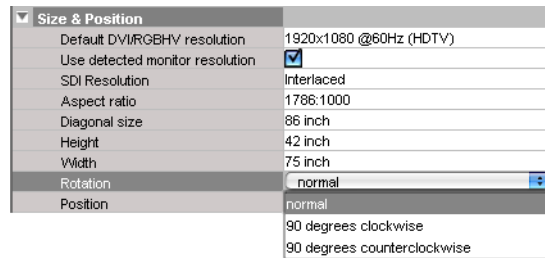 Size & Position
Default DVI/RGBHV resolution 1920x1080 @60Hz (HDTV)
Use detected monitor resolution
SDI Resolution Interlaced
Aspect ratio 1786:1000
Diagonal size 86 inch
Height 42 inch
Width 75 inch
Rotation normal
Position normal
90 degrees clockwise
90 degrees counterclockwise